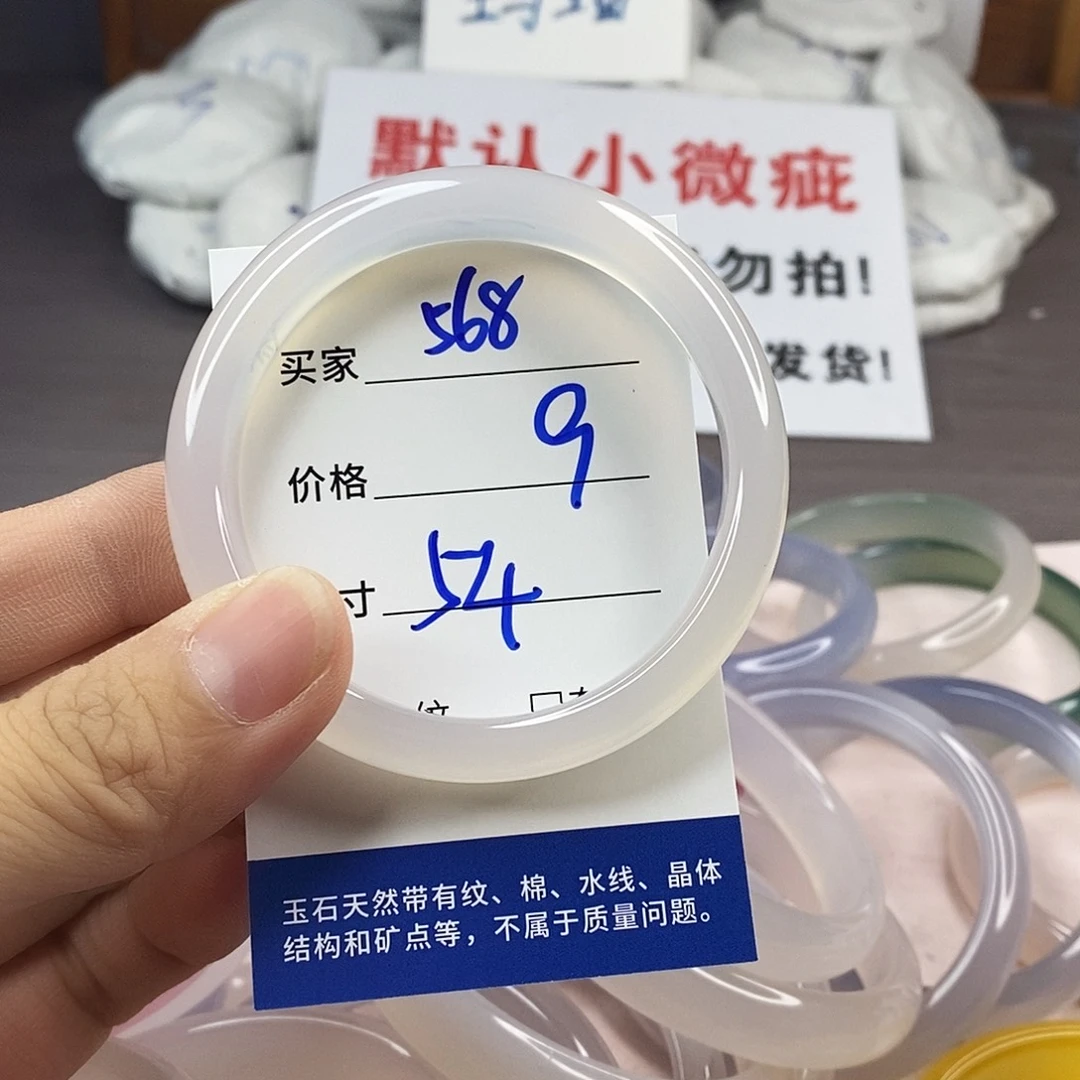 默认小微疵
勿拍!
发货!
买家 568
价格 9
寸 54
纹
玉石天然带有纹、棉、水线、晶体
结构和矿点等，不属于质量问题。